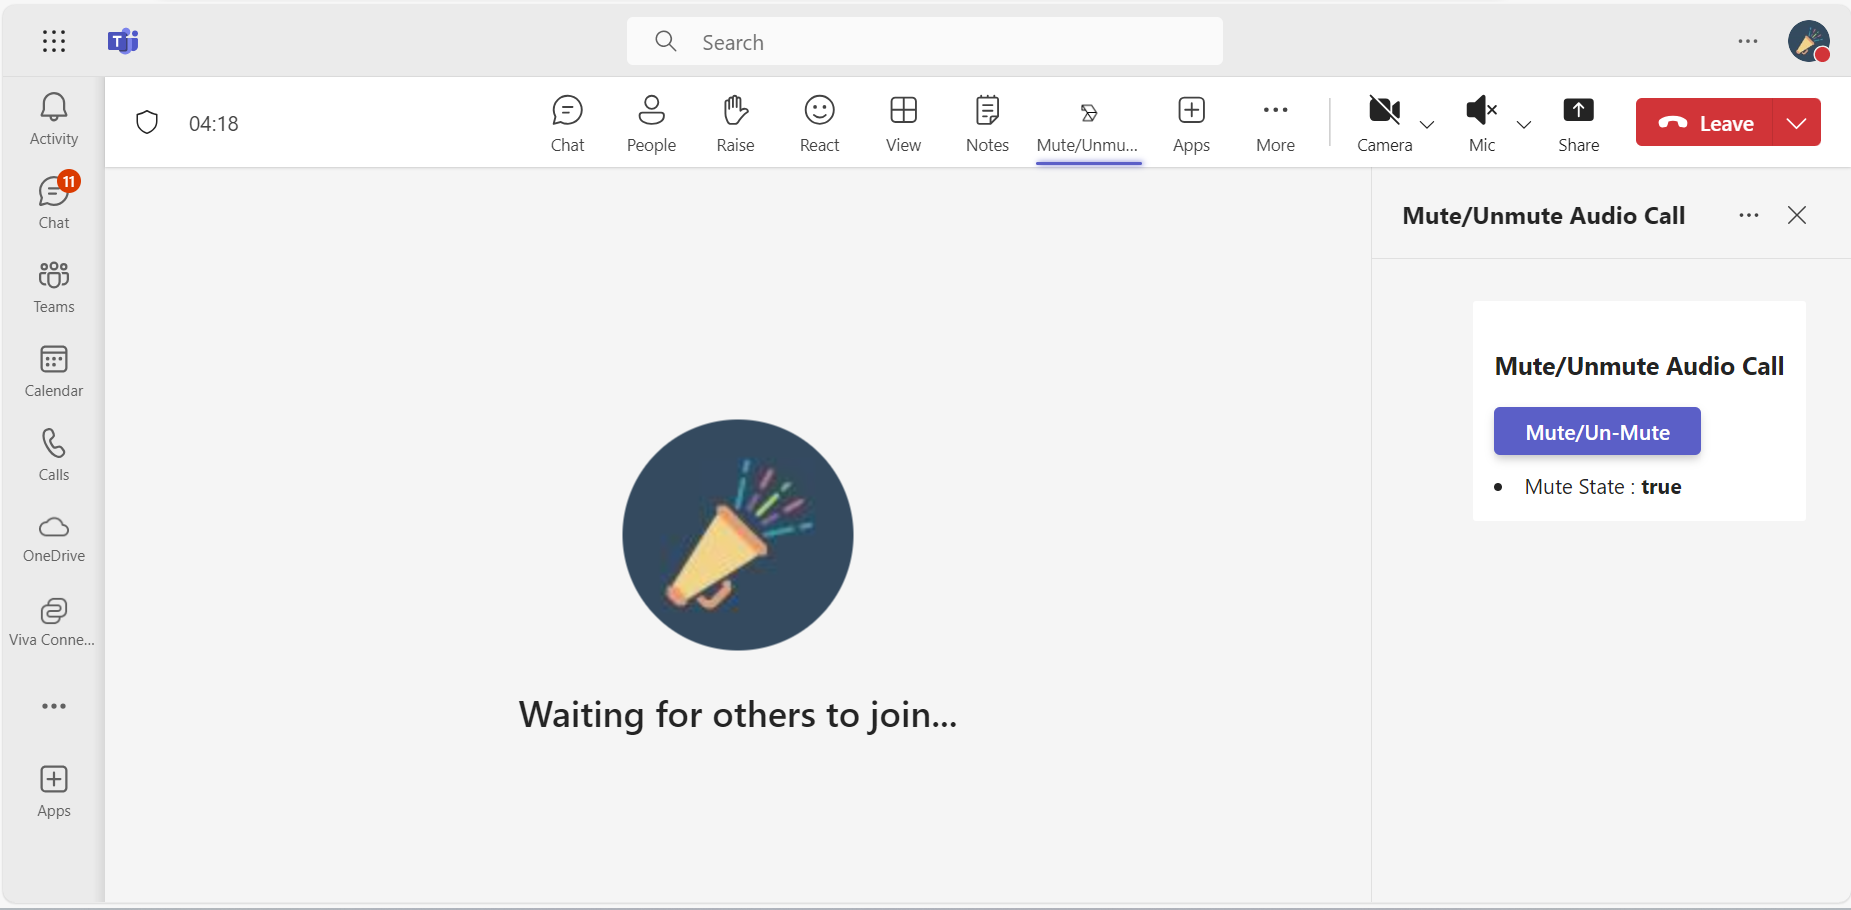 Search
Activity
11
Chat
Teams
Calendar
Calls
OneDrive
Viva Conne...
Apps
04:18
Chat
People
Raise
React
View
Notes
Mute/Unmu...
Apps
More
Camera
Mic
Share
Leave
Waiting for others to join...
Mute/Unmute Audio Call
Mute/Unmute Audio Call
Mute/Un-Mute
• Mute State : true